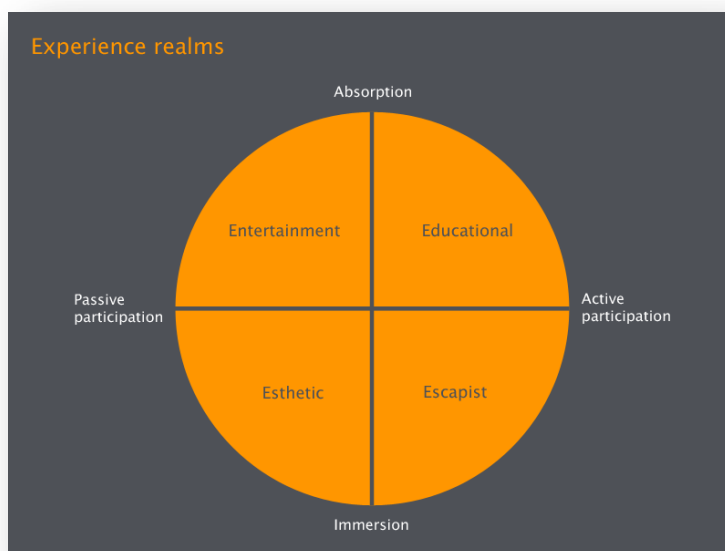 Experience realms
Absorption
Entertainment
Educational
Passive
participation
Active
participation
Esthetic
Escapist
Immersion